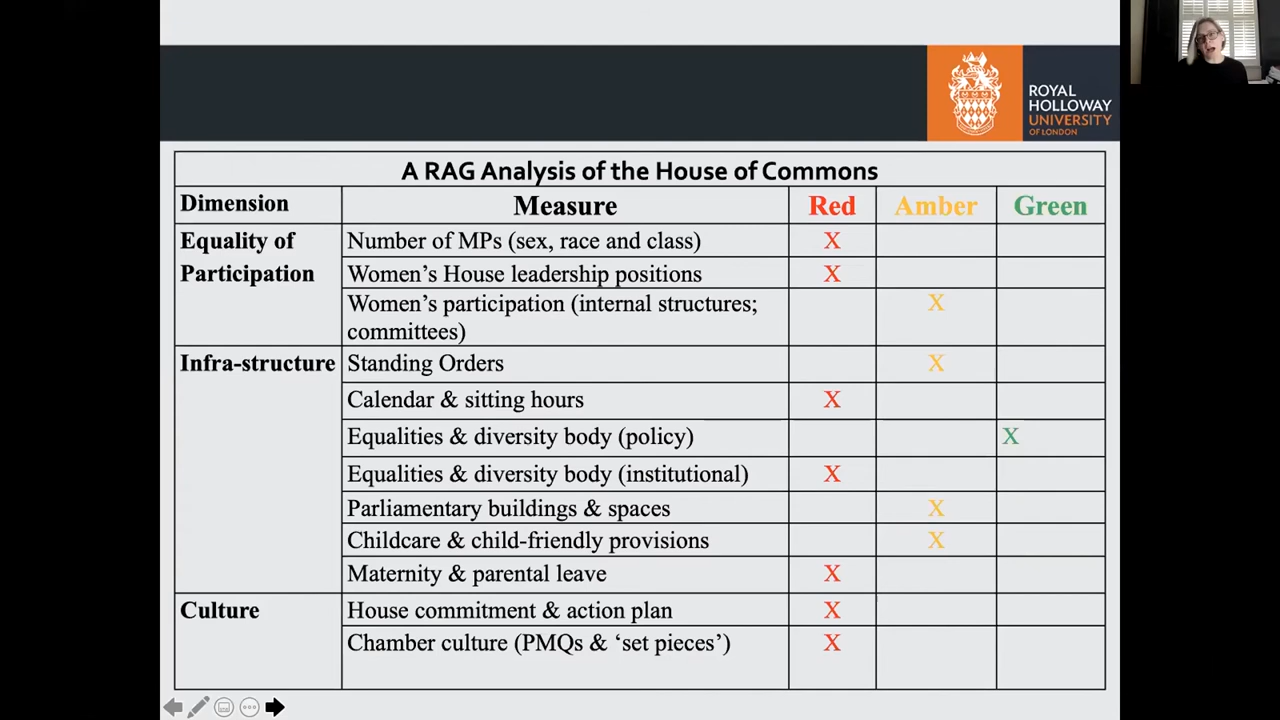 ROYAL
HOLLOWAY
UNIVERSITY
OF LONDON
A RAG Analysis of the House of Commons
Dimension Measure Red Amber Green
Equality of Number of MPs (sex, race and class) X
Participation Women's House leadership positions X
Women's participation (internal structures; X
committees)
Infra-structure Standing Orders X
Calendar & sitting hours X
Equalities & diversity body (policy) X
Equalities & diversity body (institutional) X
Parliamentary buildings & spaces X
Childcare & child-friendly provisions X
Maternity & parental leave X
Culture House commitment & action plan X
Chamber culture (PMQs & ‘set pieces’) X